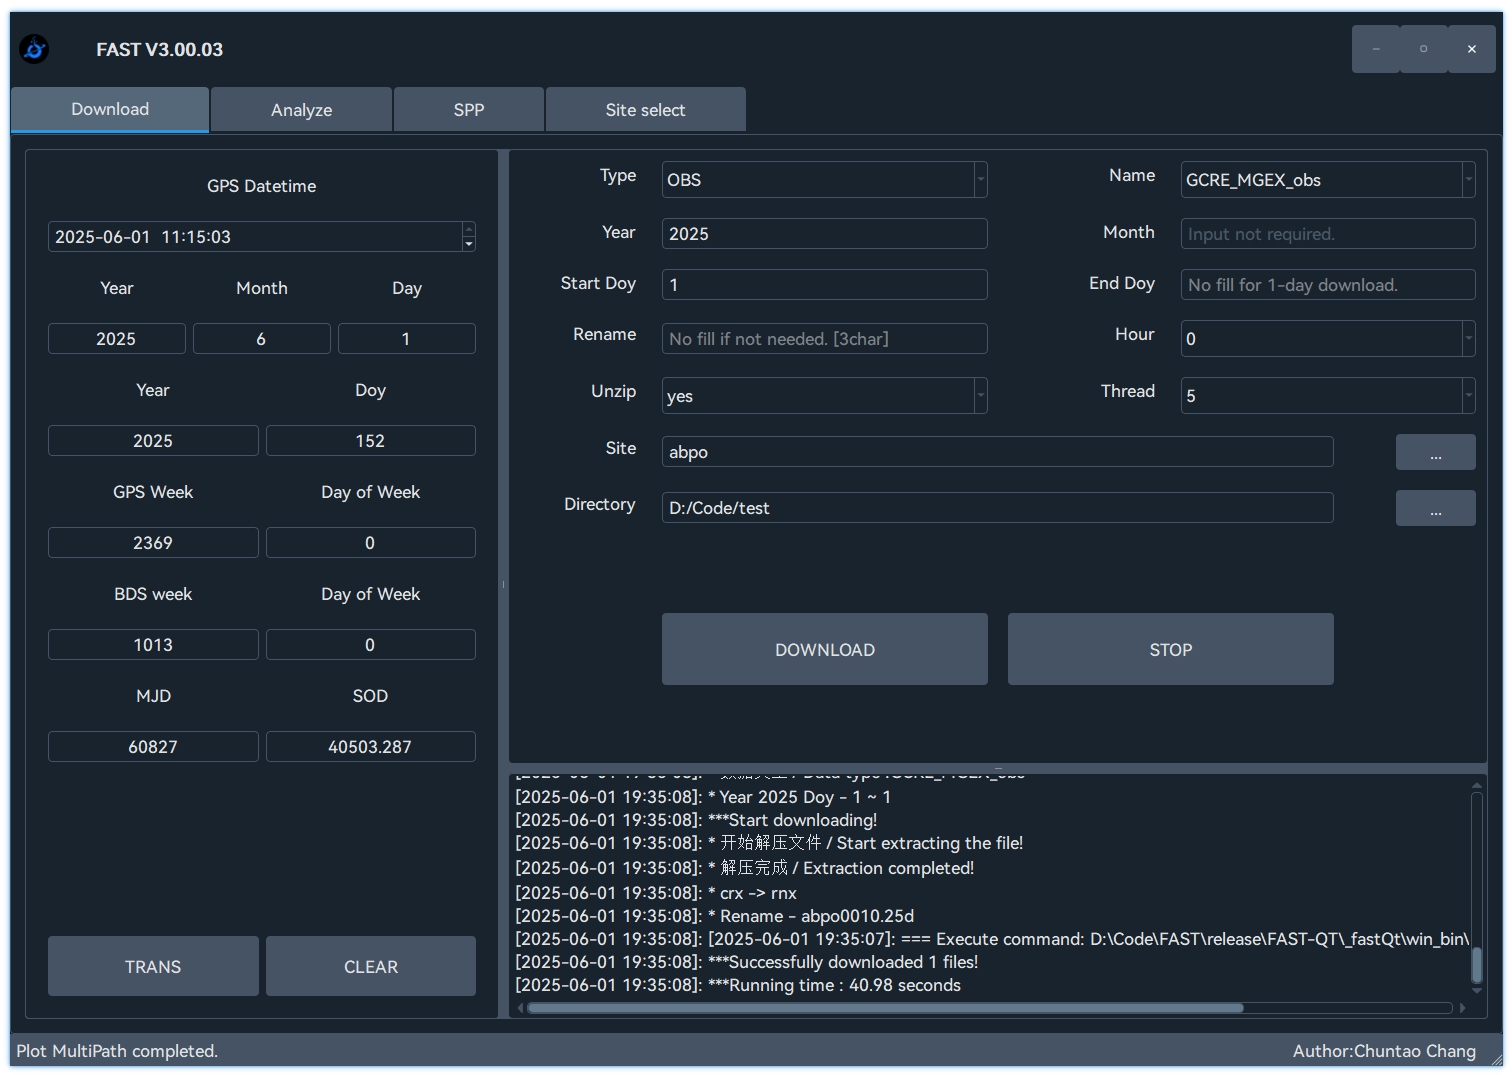 FAST V3.00.03
Download
Analyze
SPP
Site select
GPS Datetime
2025-06-01 11:15:03
Year Month Day
2025 6 1
Year Doy
2025 152
GPS Week Day of Week
2369 0
BDS week Day of Week
1013 0
MJD SOD
60827 40503.287
TRANS CLEAR
Type OBS Name GCRE_MGEX_obs
Year 2025 Month Input not required.
Start Doy 1 End Doy No fill for 1-day download.
Rename No fill if not needed. [3char] Hour 0
Unzip yes Thread 5
Site abpo ...
Directory D:/Code/test ...
DOWNLOAD STOP
[2025-06-01 19:35:08]: * Year 2025 Doy - 1 ~ 1
[2025-06-01 19:35:08]: ***Start downloading!
[2025-06-01 19:35:08]: * 开始解压文件 / Start extracting the file!
[2025-06-01 19:35:08]: * 解压完成 / Extraction completed!
[2025-06-01 19:35:08]: * crx -> rnx
[2025-06-01 19:35:08]: * Rename - abpo0010.25d
[2025-06-01 19:35:08]: [2025-06-01 19:35:07]: === Execute command: D:\Code\FAST\release\FAST-QT\_fastQt\win_bin\
[2025-06-01 19:35:08]: ***Successfully downloaded 1 files!
[2025-06-01 19:35:08]: ***Running time : 40.98 seconds
Plot MultiPath completed.
Author:Chuntao Chang